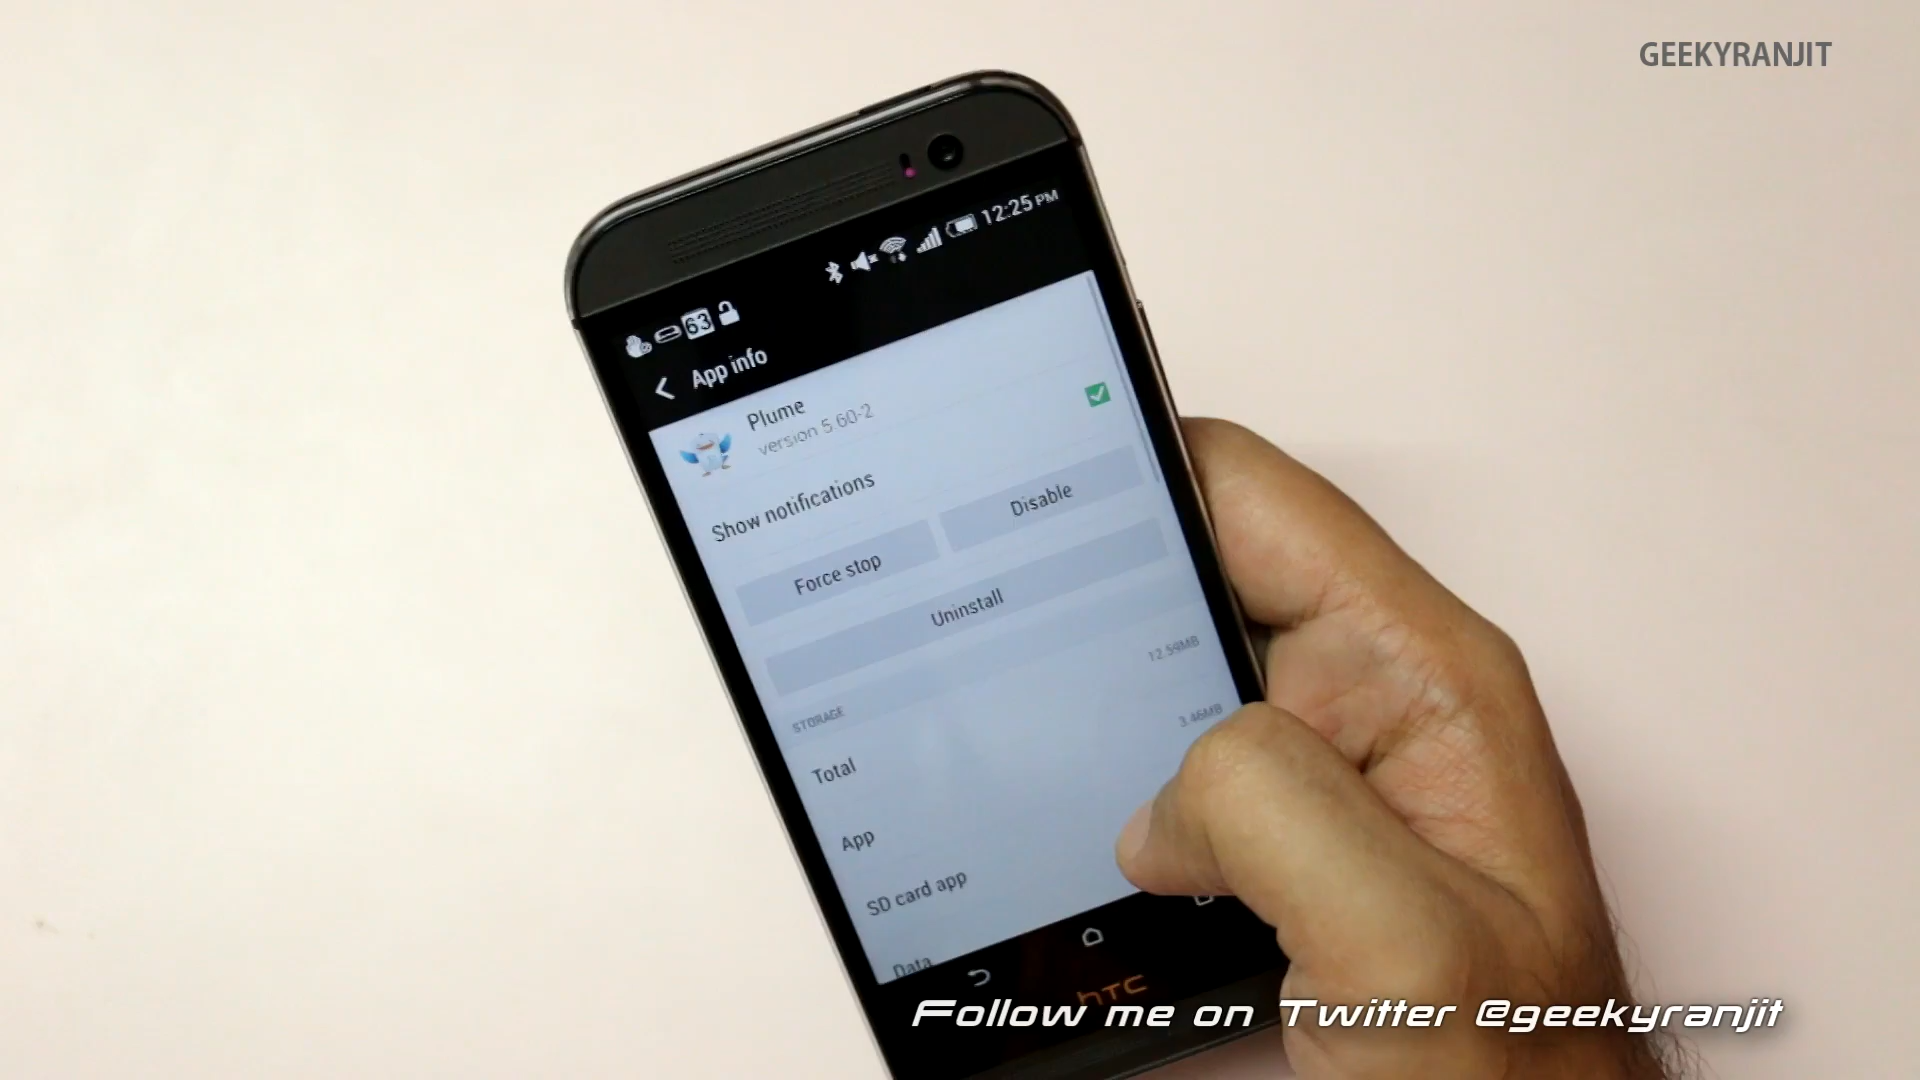 GEEKYRANJIT
12:25 PM
63
App info
Plume
version 5.60-2
Show notifications
Force stop
Disable
Uninstall
STORAGE
Total
12.59MB
App
3.46MB
SD card app
Data
hTC
Follow me on Twitter @geekyranjit